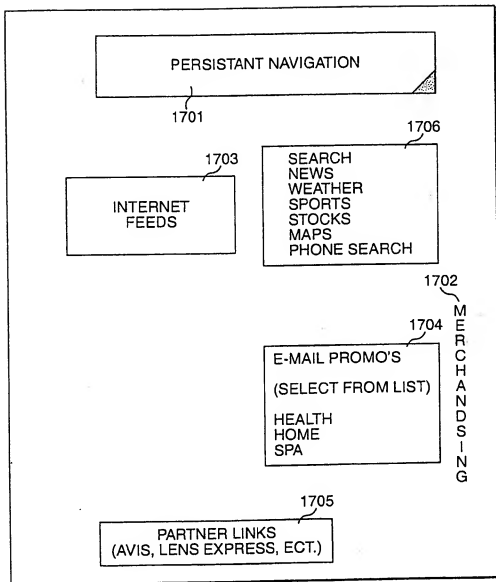 PERSISTANT NAVIGATION
1701
1703
INTERNET
FEEDS
1706
SEARCH
NEWS
WEATHER
SPORTS
STOCKS
MAPS
PHONE SEARCH
1702
MERCHANDSING
1704
E-MAIL PROMO'S
(SELECT FROM LIST)
HEALTH
HOME
SPA
1705
PARTNER LINKS
(AVIS, LENS EXPRESS, ECT.)